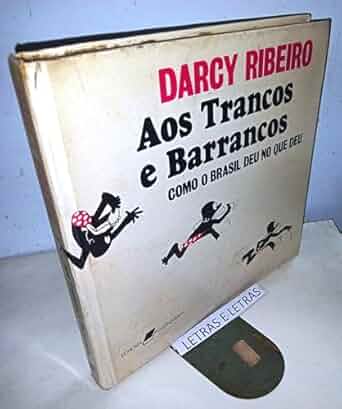 DARCY RIBEIRO
Aos Trancos
e Barrancos
COMO O BRASIL DEU NO QUE DEU
LETRAS E LETRAS